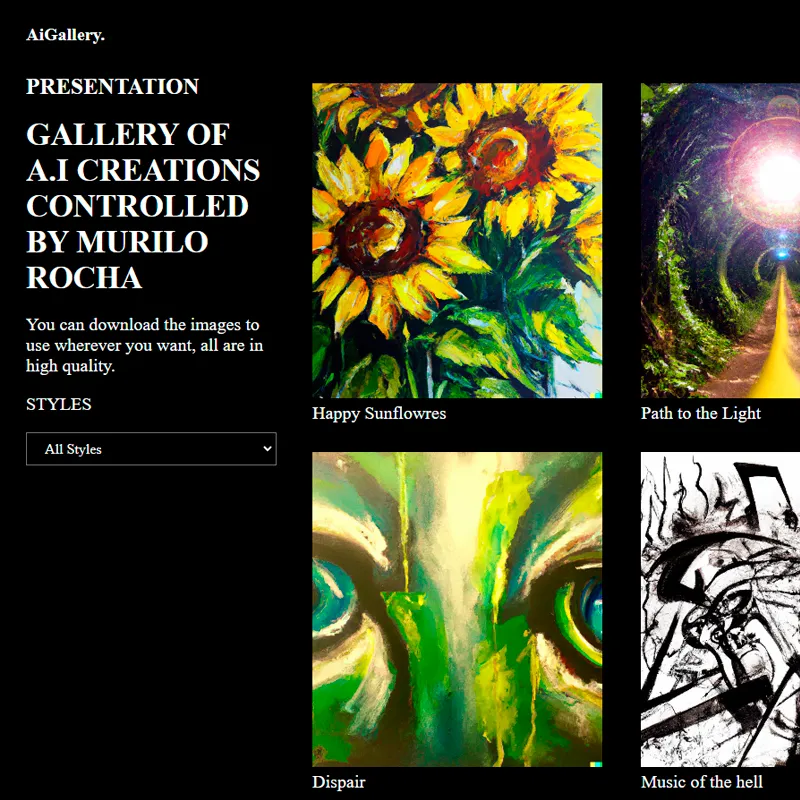 AiGallery.
PRESENTATION
GALLERY OF
A.I CREATIONS
CONTROLLED
BY MURILO
ROCHA
You can download the images to
use wherever you want, all are in
high quality.
STYLES
All Styles
Happy Sunflowres
Path to the Light
Dispair
Music of the hell